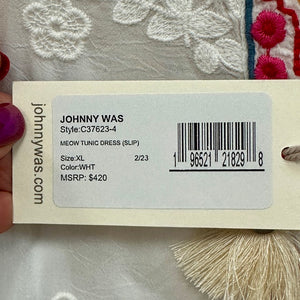 johnnywas.com
JOHNNY WAS
Style:C37623-4
MEOW TUNIC DRESS (SLIP)
Size:XL 2/23
Color:WHT
MSRP: $420
1 96521 21829 8